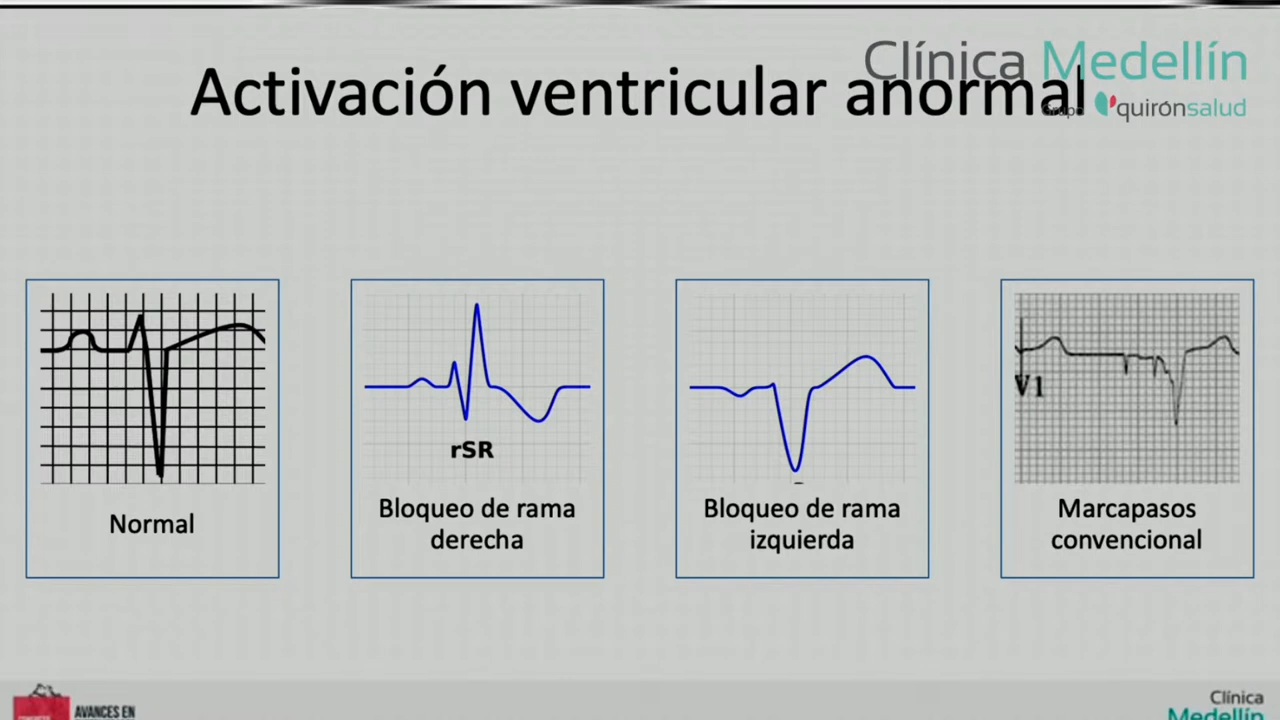 Clínica Medellín
Activación ventricular anormal
Grupo quirónsalud
rSR
V1
Normal
Bloqueo de rama
derecha
Bloqueo de rama
izquierda
Marcapasos
convencional
AVANCES EN
Clínica
Medellín